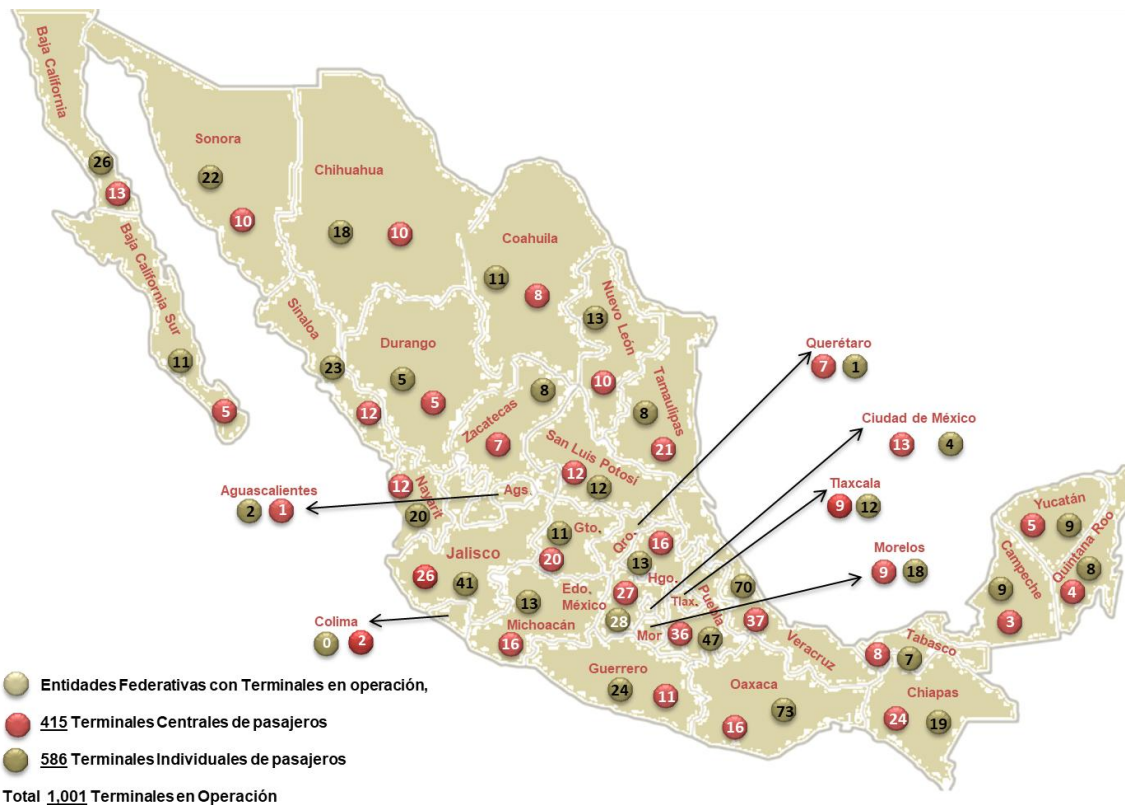 Baja California
26
13
Sonora
22
10
Chihuahua
18
10
Coahuila
11
8
Nuevo León
13
10
Baja California Sur
11
5
Sinaloa
23
12
Durango
5
5
Zacatecas
8
7
Tamaulipas
8
21
San Luis Potosí
12
12
Querétaro
7 1
Ciudad de México
13 4
Tlaxcala
9 12
Morelos
9 18
Aguascalientes
2 1
Nayarit
12
20
Ags.
Gto.
11
20
Qro.
Hgo.
16
13
Jalisco
26 41
Edo.
México
27
28
Michoacán
13
16
Colima
0 2
Tlax.
Mor
Puebla
36 47
Veracruz
70
37
Guerrero
24 11
Oaxaca
73
16
Tabasco
8 7
Chiapas
24 19
Campeche
9
3
Yucatán
5 9
Quintana Roo
8
4
Entidades Federativas con Terminales en operación,
415 Terminales Centrales de pasajeros
586 Terminales Individuales de pasajeros
Total 1,001 Terminales en Operación